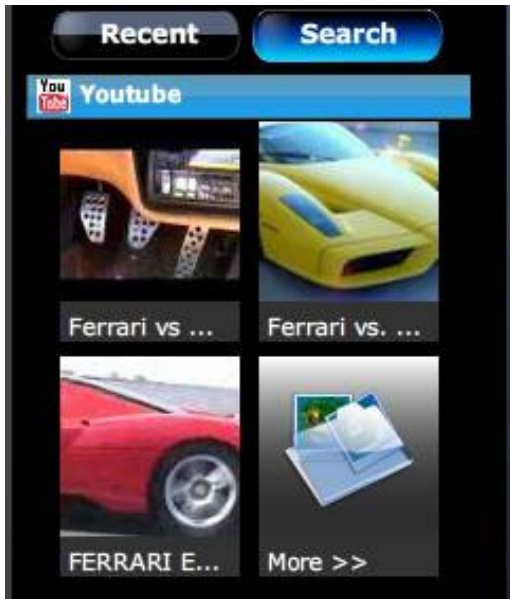 Recent
Search
You
Tube
Youtube
Ferrari vs ...
Ferrari vs. ...
FERRARI E...
More >>